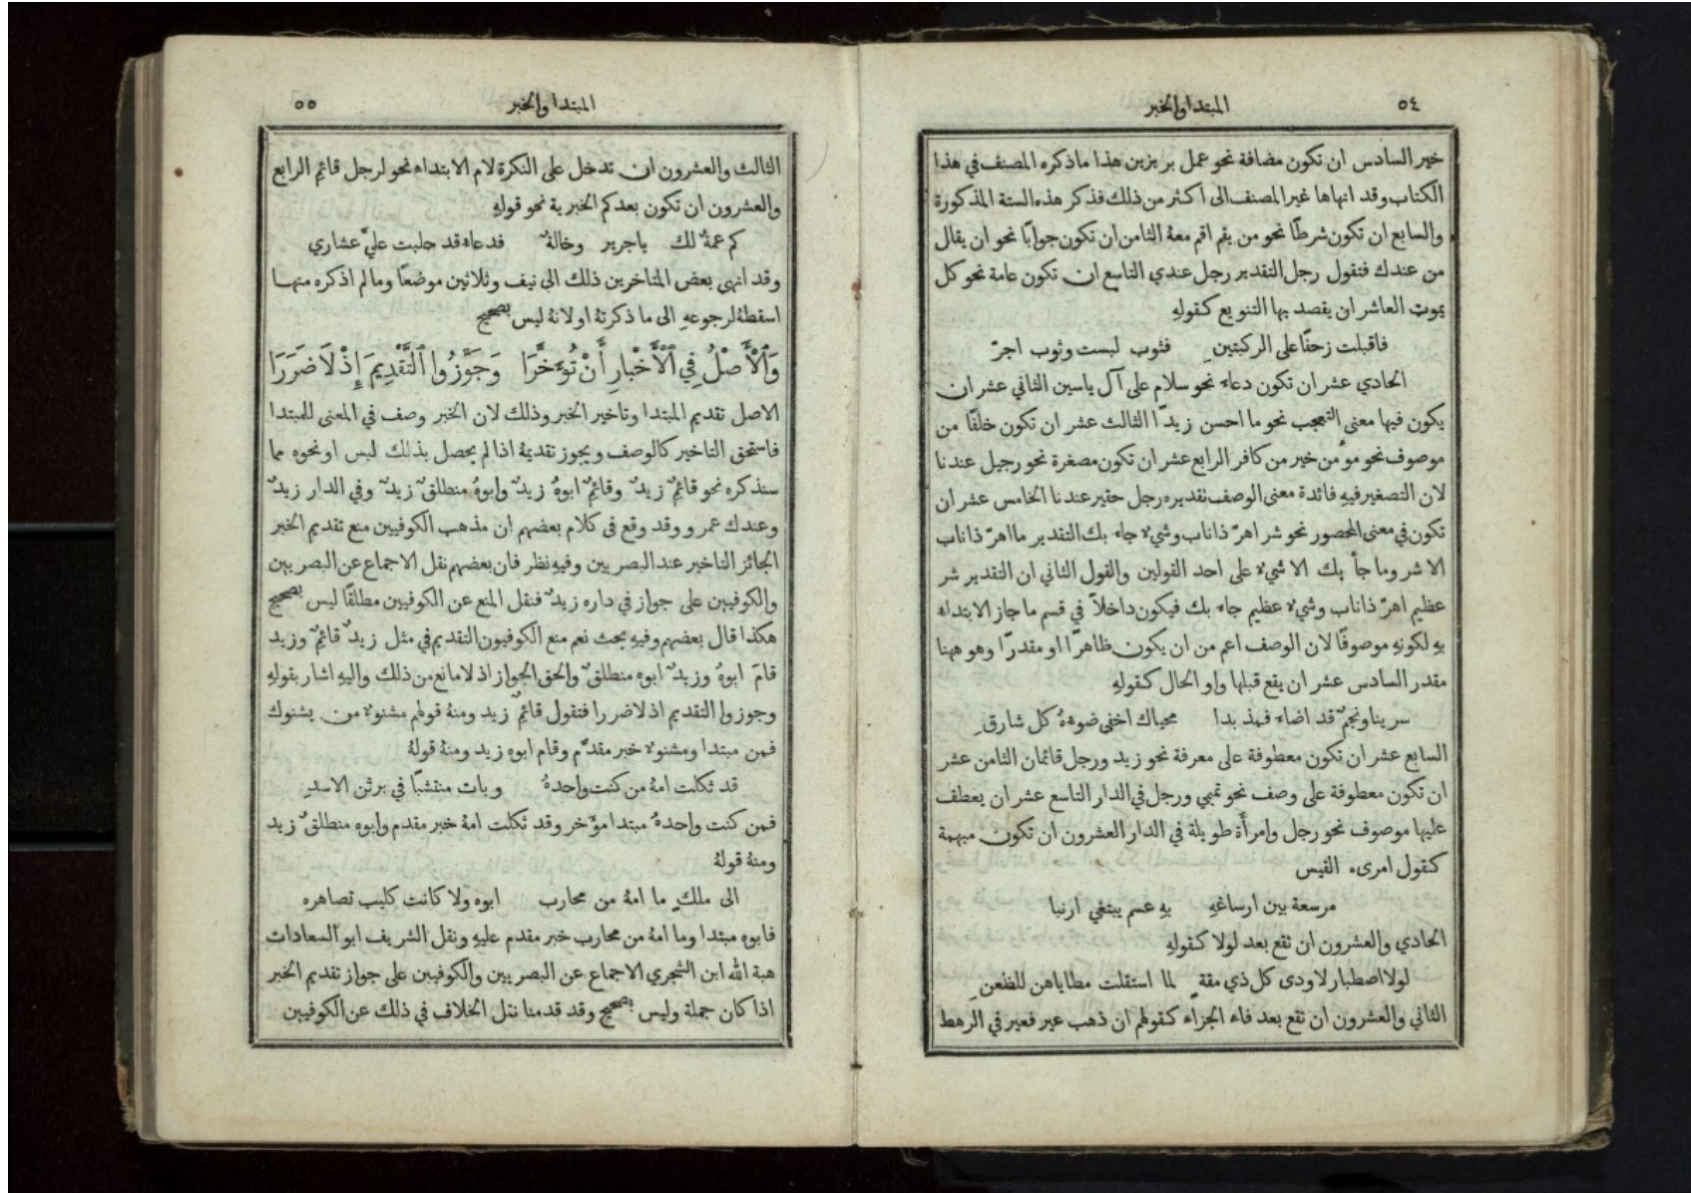 ٥٤
المبتدا والخبر
خير السادس ان تكون مضافة نحو عمل بر يزين هذا ما ذكره المصنف في هذا
الكتاب وقد انهاها غير المصنف الى أكثر من ذلك فذكر هذه الستة المذكورة
والسابع ان تكون شرطًا نحو من يقم اقم معهُ الثامن ان تكون جوابًا نحو ان يقال
من عندك فتقول رجل التقدير رجل عندي التاسع ان تكون عامة نحو كل
يموت العاشر ان يقصد بها التنويع كقولهِ
فاقبلت زحفًا على الركبتينِ فثوب لبست وثوب اجرّ
الحادي عشر ان تكون دعاء نحو سلام على آل ياسين الثاني عشر ان
يكون فيها معنى التعجب نحو ما احسن زيدًا الثالث عشر ان تكون خلفًا من
موصوف نحو مؤمن خير من كافر الرابع عشر ان تكون مصغرة نحو رجيل عندنا
لان التصغير فيهِ فائدة معنى الوصف تقديره رجل حقير عندنا الخامس عشر ان
تكون في معنى المحصور نحو شر اهرّ ذاناب وشيء جاء بك التقدير ما اهرّ ذاناب
الا شر وما جأ بك الا شيء على احد القولين والقول الثاني ان التقدير شر
عظيم اهرّ ذاناب وشيء عظيم جاء بك فيكون داخلاً في قسم ما جاز الابتداء
بهِ لكونهِ موصوفًا لان الوصف اعم من ان يكون ظاهرًا او مقدرًا وهو ههنا
مقدر السادس عشر ان يقع قبلها واو الحال كقولهِ
سرينا ونجمٌ قد اضاء فمذ بدا محياك اخفى ضوءهُ كل شارقِ
السابع عشر ان تكون معطوفة على معرفة نحو زيد ورجل قائمان الثامن عشر
ان تكون معطوفة على وصف نحو تميمي ورجل في الدار التاسع عشر ان يعطف
عليها موصوف نحو رجل وامرأة طويلة في الدار العشرون ان تكون مبهمة
كقول امرىء القيس
مرسعة بين ارساغهِ بهِ عسم يبتغي ارنبا
الحادي والعشرون ان تقع بعد لولا كقولهِ
لولا اصطبار لاودى كل ذي مقةٍ لما استقلت مطاياهن للظعنِ
الثاني والعشرون ان تقع بعد فاء الجزاء كقولهم ان ذهب عير فعير في الرهط
٥٥
المبتدا والخبر
الثالث والعشرون ان تدخل على النكرة لام الابتداء نحو لرجل قائم الرابع
والعشرون ان تكون بعد كم الخبرية نحو قولهِ
كم عمةٌ لك ياجرير وخالةٌ فدعاء قد حلبت عليَّ عشاري
وقد انهى بعض المتاخرين ذلك الى نيف وثلاثين موضعًا وما لم اذكره منهـا
اسقطتهُ لرجوعهِ الى ما ذكرتهُ او لانهُ ليس بصحيح
وَٱلْأَصْلُ فِي ٱلْأَخْبَارِ أَنْ تُؤَخَّرَا وَجَوَّزُوا ٱلتَّقْدِيمَ إِذْ لَا ضَرَرَا
الاصل تقديم المبتدا وتاخير الخبر وذلك لان الخبر وصف في المعنى للمبتدا
فاستحق التاخير كالوصف ويجوز تقديمهُ اذا لم يحصل بذلك لبس او نحوه مما
سنذكره نحو قائمٌ زيدٌ وقائمٌ ابوهُ زيدٌ وابوهُ منطلقٌ زيدٌ وفي الدار زيدٌ
وعندك عمرو وقد وقع فى كلام بعضهم ان مذهب الكوفيين منع تقديم الخبر
الجائز التاخير عند البصريين وفيهِ نظر فان بعضهم نقل الاجماع عن البصريين
والكوفيين على جواز في داره زيدٌ فنقل المنع عن الكوفيين مطلقًا ليس بصحيح
هكذا قال بعضهم وفيهِ بحث نعم منع الكوفيون التقديم في مثل زيدٌ قائمٌ وزيد
قامَ ابوهُ وزيدٌ ابوه منطلقٌ والحق الجواز اذ لا مانع من ذلك واليهِ اشار بقولهِ
وجوزوا التقديم اذ لا ضررا فتقول قائمٌ زيد ومنهُ قولهم مشنوء من يشنوك
فمن مبتدا ومشنوء خبر مقدَّم وقام ابوه زيد ومنهُ قولهُ
قد ثكلت امهُ من كنت واحدهُ وبات منتشبًا في برثن الاسدِ
فمن كنت واحدهُ مبتدا مؤخر وقد ثكلت امهُ خبر مقدم وابوه منطلقٌ زيد
ومنهُ قولهُ
الى ملكٍ ما امهُ من محارب ابوه ولا كانت كليب تصاهره
فابوه مبتدا وما امهُ من محارب خبر مقدم عليهِ ونقل الشريف ابو السعادات
هبة الله ابن الشجري الاجماع عن البصريين والكوفيين على جواز تقديم الخبر
اذا كان جملة وليس بصحيح وقد قدمنا نقل الخلاف في ذلك عن الكوفيين